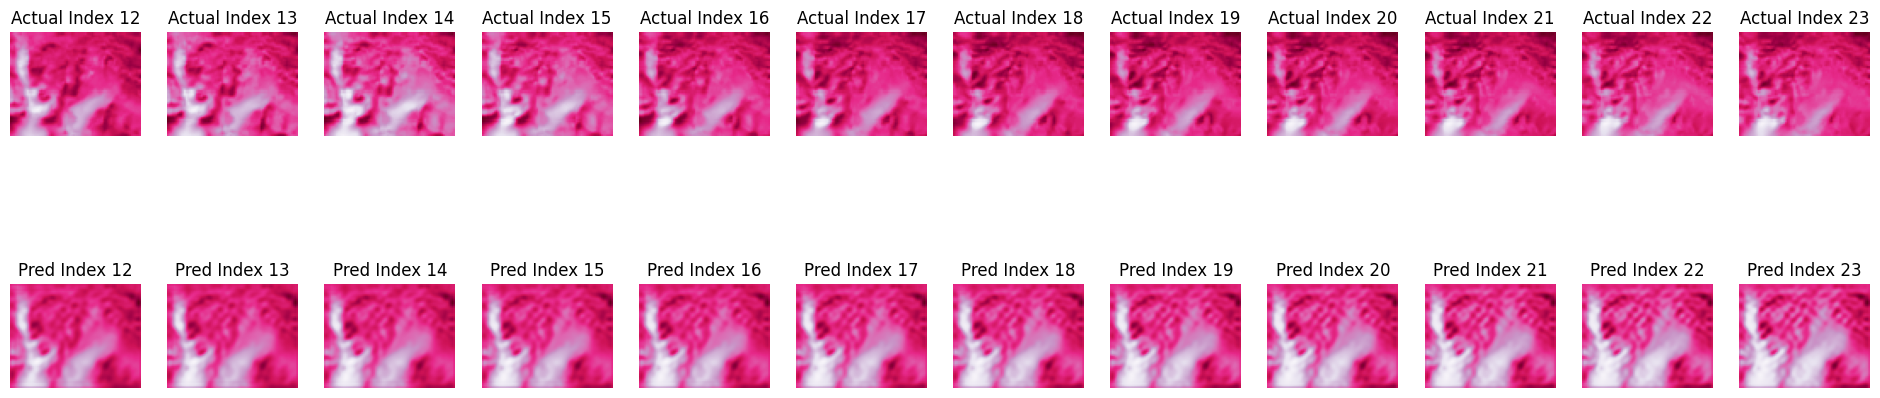 Actual Index 12 Actual Index 13 Actual Index 14 Actual Index 15 Actual Index 16 Actual Index 17 Actual Index 18 Actual Index 19 Actual Index 20 Actual Index 21 Actual Index 22 Actual Index 23
Pred Index 12 Pred Index 13 Pred Index 14 Pred Index 15 Pred Index 16 Pred Index 17 Pred Index 18 Pred Index 19 Pred Index 20 Pred Index 21 Pred Index 22 Pred Index 23